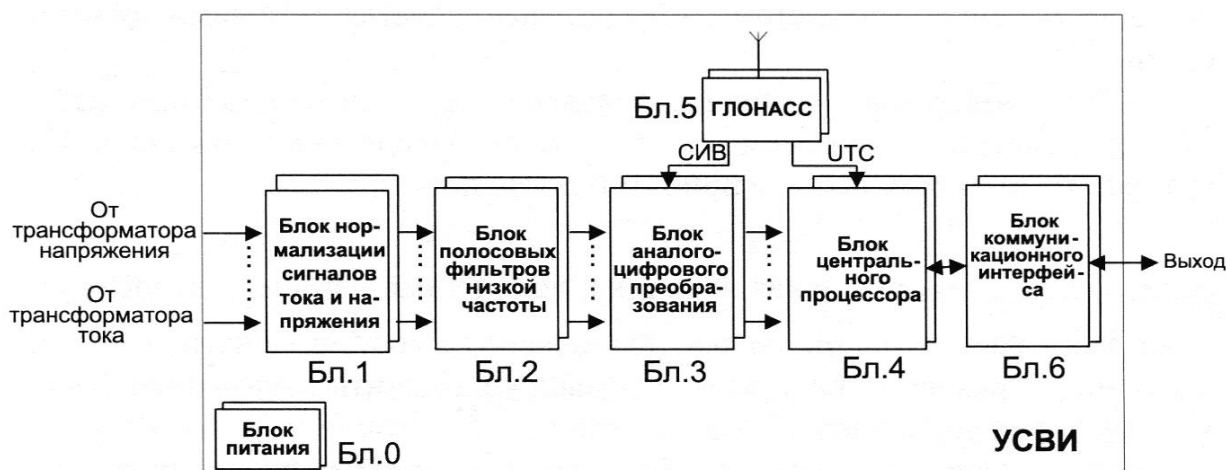 ГЛОНАСС
Бл.5
СИВ
UTC
От
трансформатора
напряжения
От
трансформатора
тока
Блок нор-
мализации
сигналов
тока и на-
пряжения
Бл.1
Блок
полосовых
фильтров
низкой
частоты
Бл.2
Блок
аналого-
цифрового
преобра-
зования
Бл.3
Блок
централь-
ного
процессора
Бл.4
Блок
коммуни-
кационного
интерфей-
са
Бл.6
Выход
Блок
питания
Бл.0
УСВИ